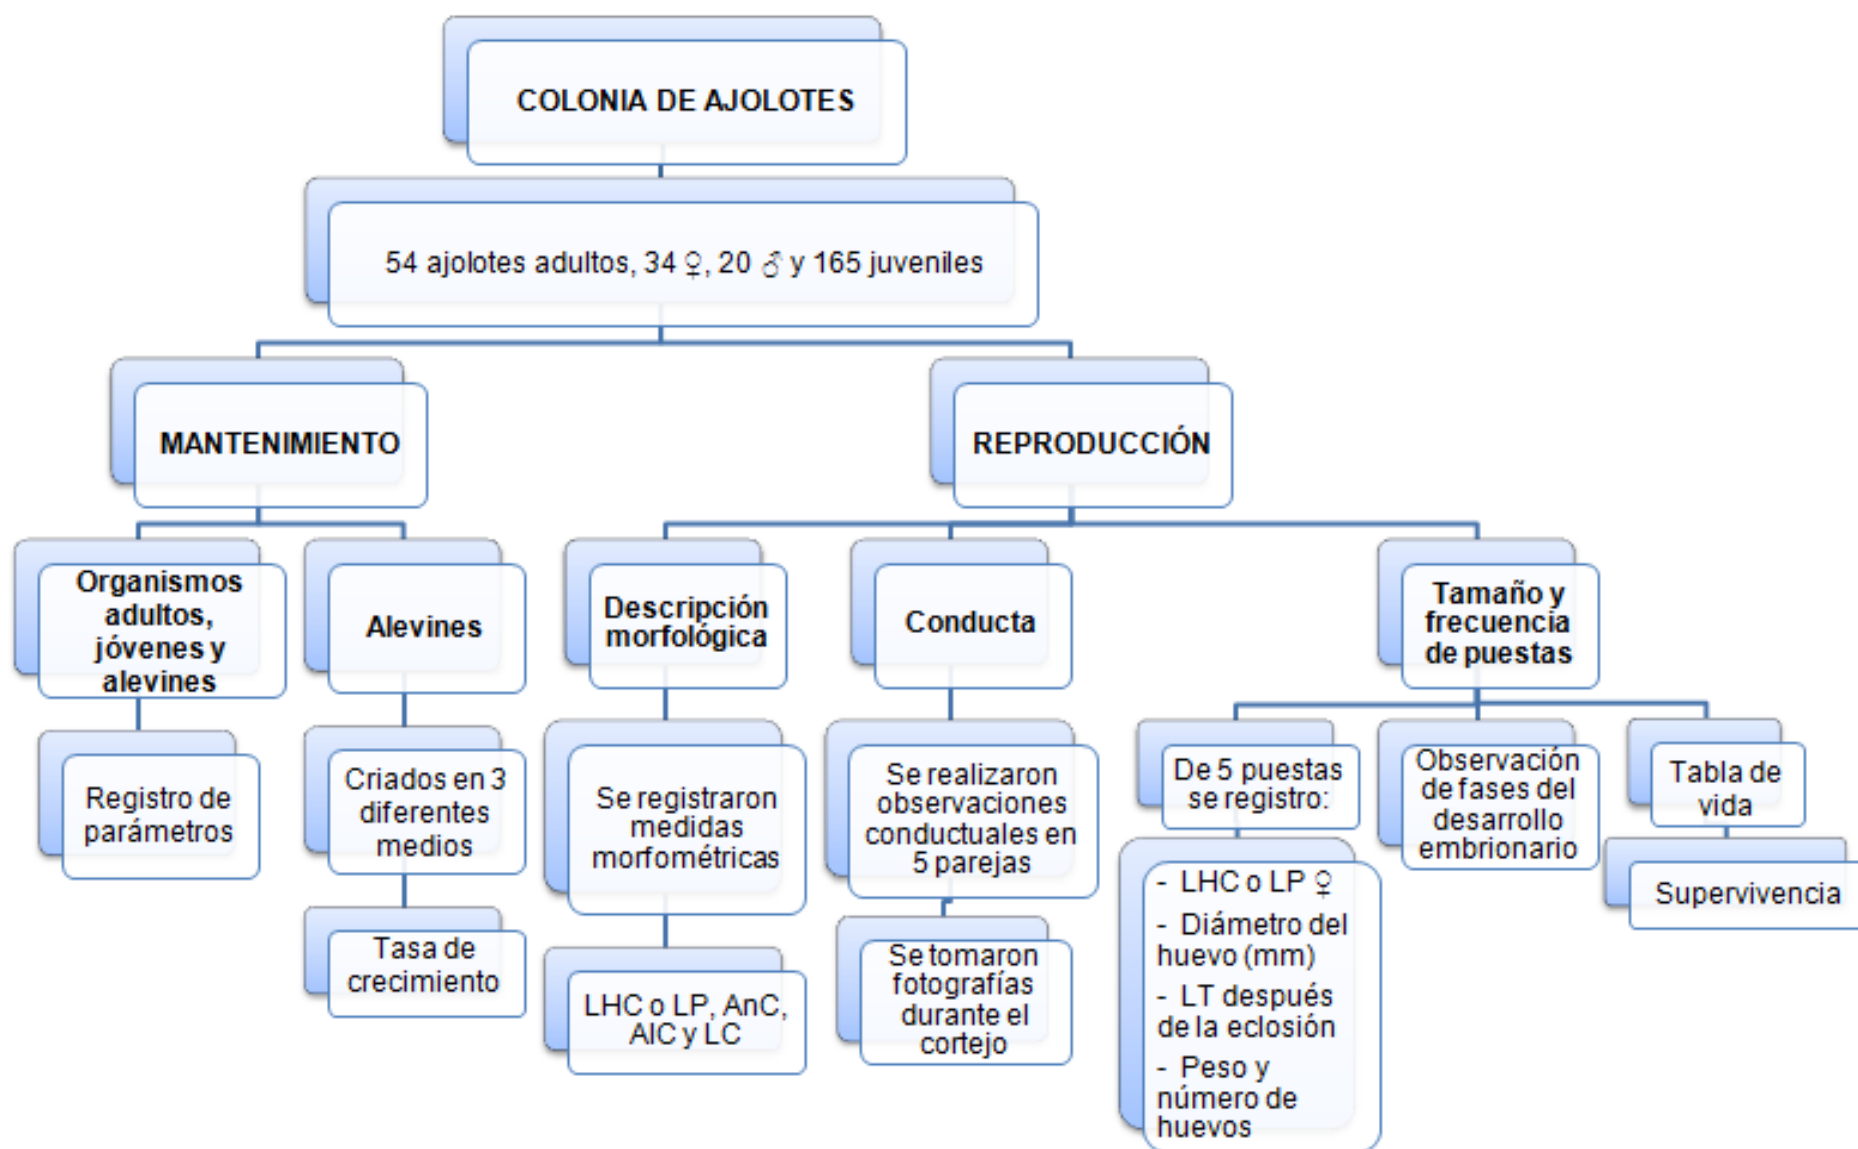 COLONIA DE AJOLOTES
54 ajolotes adultos, 34 ♀, 20 ♂ y 165 juveniles
MANTENIMIENTO
REPRODUCCIÓN
Organismos
adultos,
jóvenes y
alevines
Alevines
Descripción
morfológica
Conducta
Tamaño y
frecuencia
de puestas
Registro de
parámetros
Criados en 3
diferentes
medios
Se registraron
medidas
morfométricas
Se realizaron
observaciones
conductuales en
5 parejas
De 5 puestas
se registro:
Observación
de fases del
desarrollo
embrionario
Tabla de
vida
Tasa de
crecimiento
LHC o LP, AnC,
AlC y LC
Se tomaron
fotografías
durante el
cortejo
- LHC o LP ♀
- Diámetro del
huevo (mm)
- LT después
de la eclosión
- Peso y
número de
huevos
Supervivencia